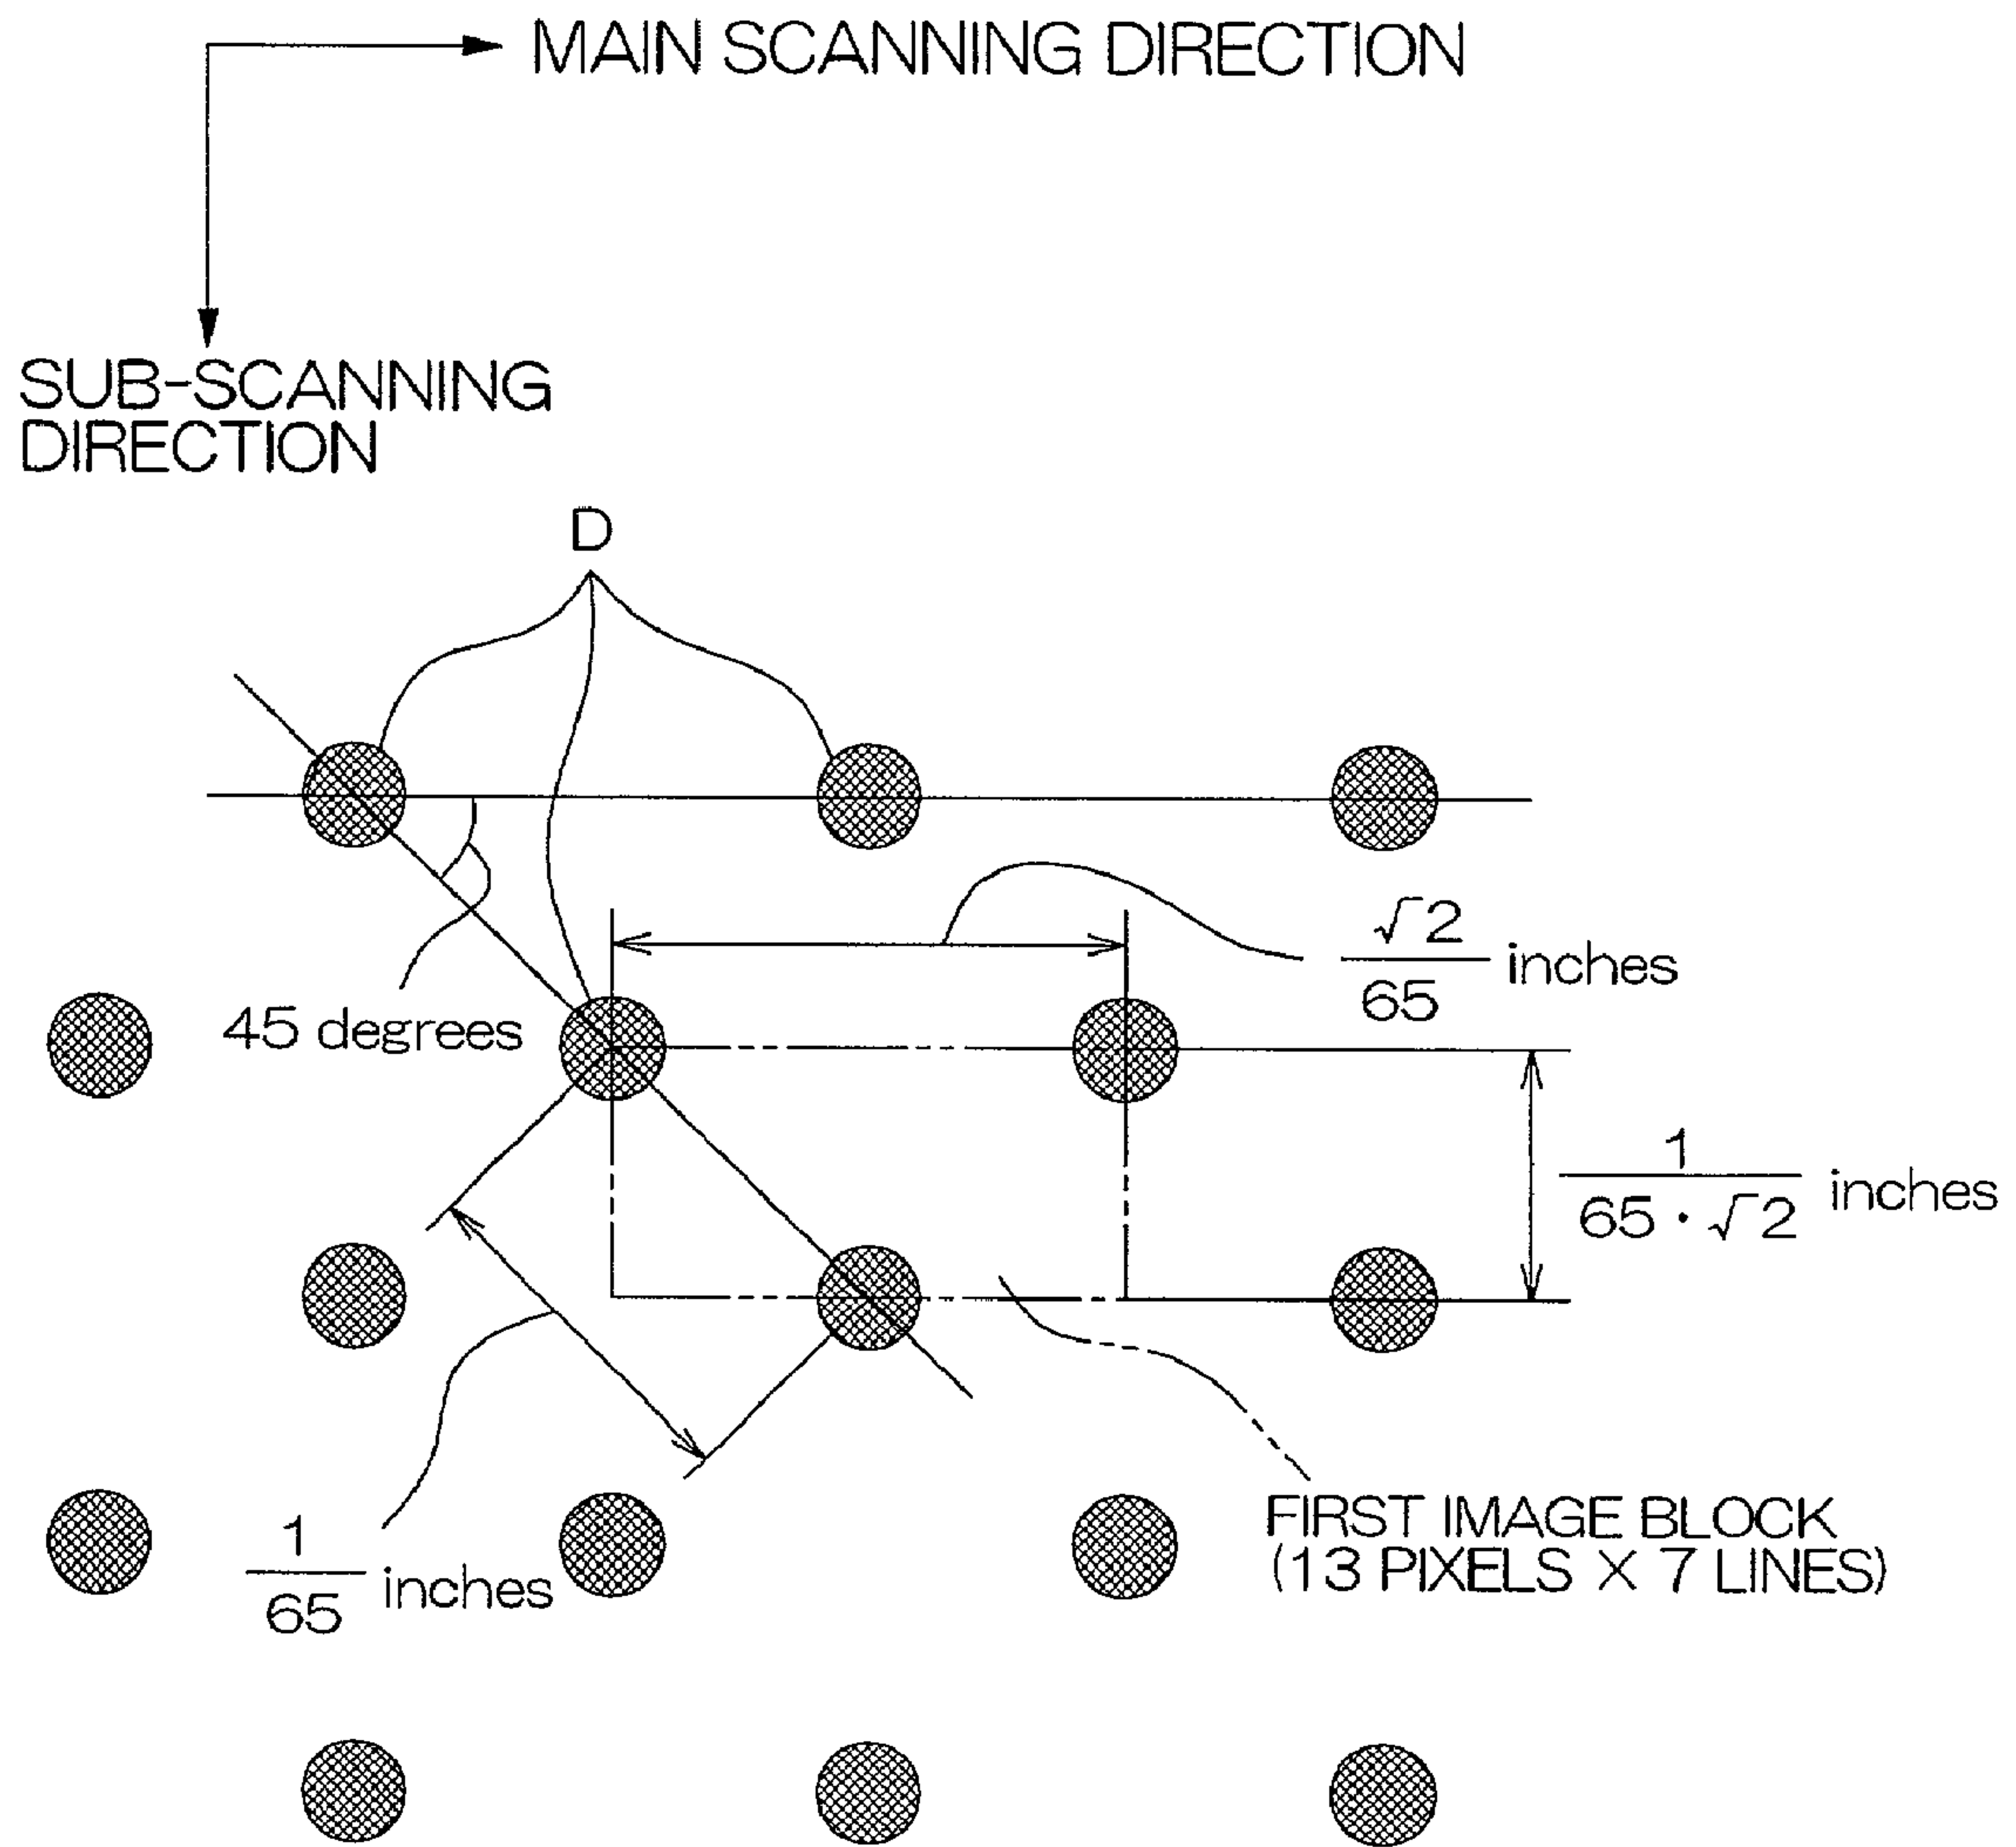 MAIN SCANNING DIRECTION
SUB-SCANNING
DIRECTION
D
√2
65
inches
45 degrees
1
65・√2
inches
1
65
inches
FIRST IMAGE BLOCK
(13 PIXELS X 7 LINES)